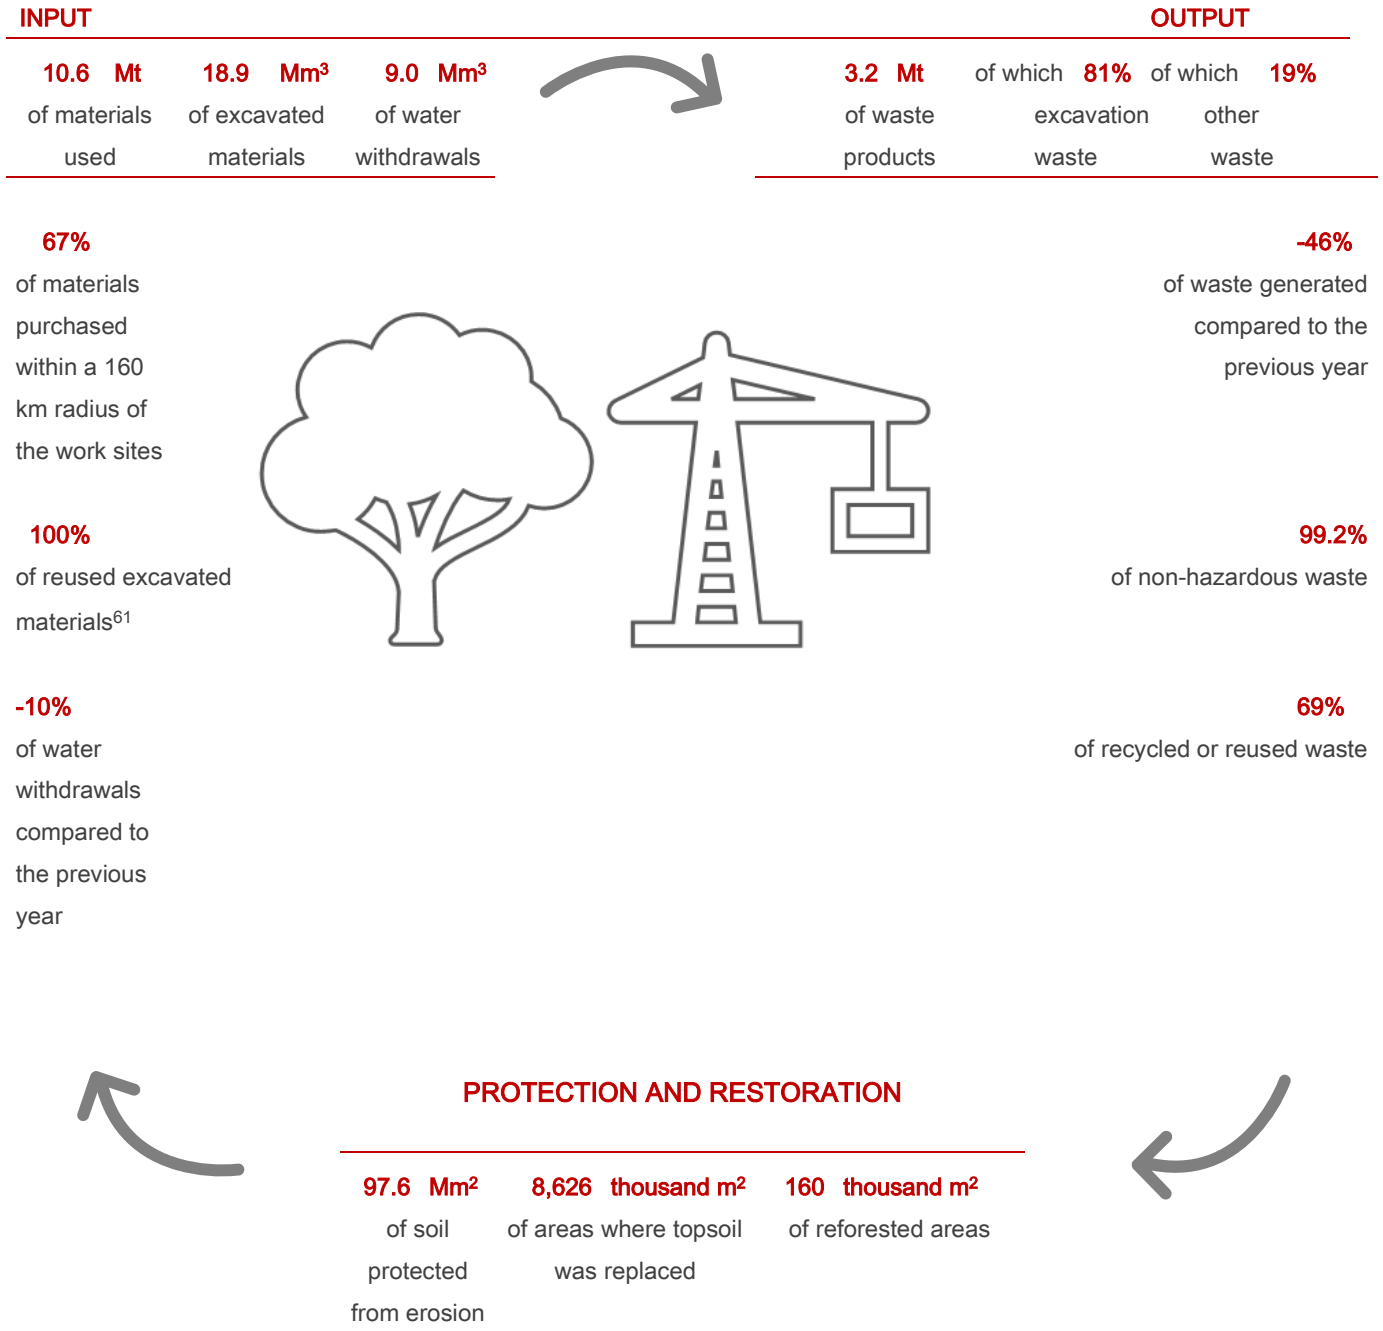 INPUT
OUTPUT
10.6 Mt 18.9 Mm³ 9.0 Mm³
of materials of excavated of water
used materials withdrawals
3.2 Mt of which 81% of which 19%
of waste excavation other
products waste waste
67%
of materials
purchased
within a 160
km radius of
the work sites
100%
of reused excavated
materials⁶¹
-10%
of water
withdrawals
compared to
the previous
year
-46%
of waste generated
compared to the
previous year
99.2%
of non-hazardous waste
69%
of recycled or reused waste
PROTECTION AND RESTORATION
97.6 Mm² 8,626 thousand m² 160 thousand m²
of soil of areas where topsoil of reforested areas
protected was replaced
from erosion